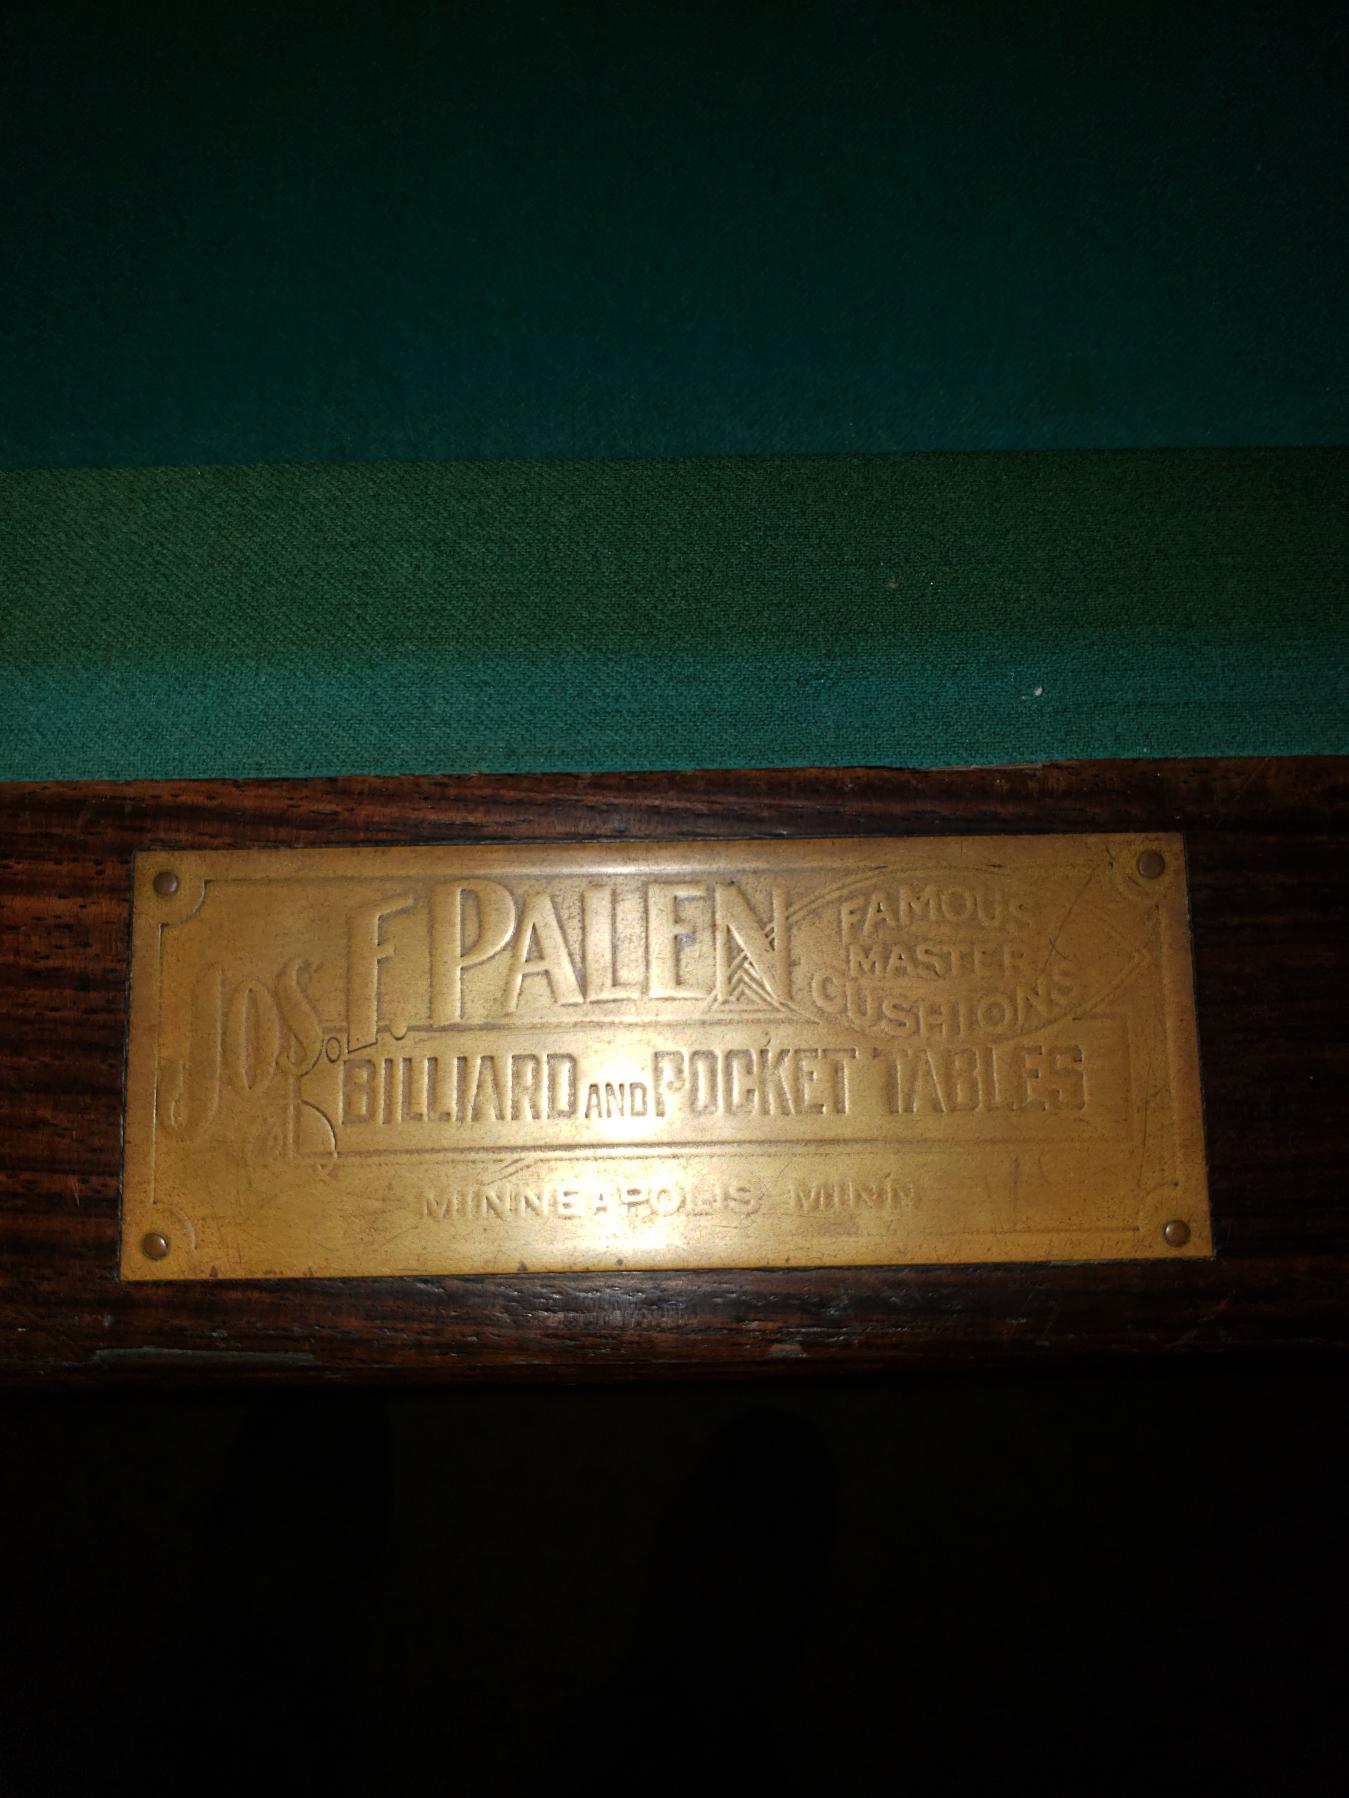 JOS. F. PALEN
FAMOUS
MASTER
CUSHIONS
BILLIARD AND POCKET TABLES
MINNEAPOLIS MINN